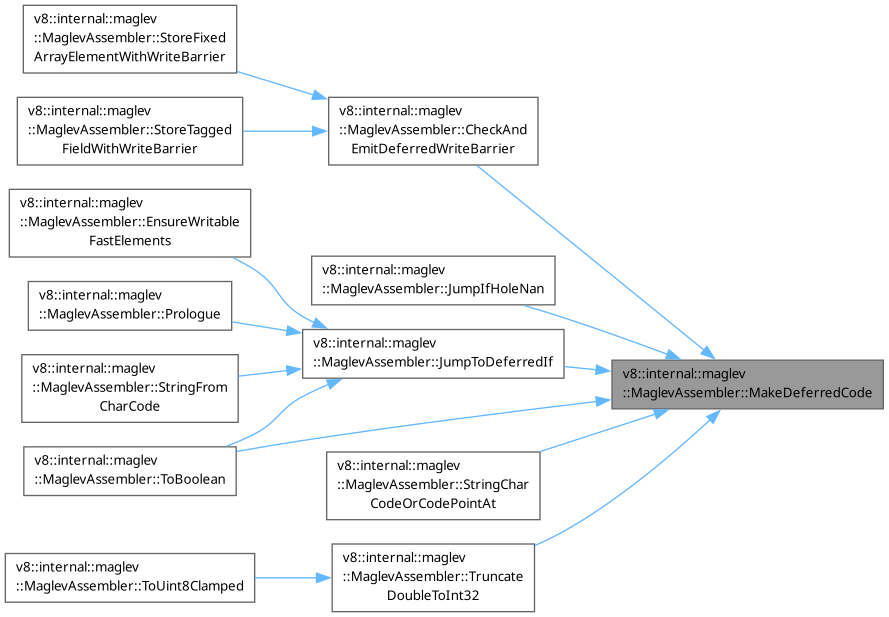 v8::internal::maglev
::MaglevAssembler::StoreFixed
ArrayElementWithWriteBarrier
v8::internal::maglev
::MaglevAssembler::StoreTagged
FieldWithWriteBarrier
v8::internal::maglev
::MaglevAssembler::CheckAnd
EmitDeferredWriteBarrier
v8::internal::maglev
::MaglevAssembler::EnsureWritable
FastElements
v8::internal::maglev
::MaglevAssembler::JumpIfHoleNan
v8::internal::maglev
::MaglevAssembler::Prologue
v8::internal::maglev
::MaglevAssembler::JumpToDeferredIf
v8::internal::maglev
::MaglevAssembler::StringFrom
CharCode
v8::internal::maglev
::MaglevAssembler::MakeDeferredCode
v8::internal::maglev
::MaglevAssembler::ToBoolean
v8::internal::maglev
::MaglevAssembler::StringChar
CodeOrCodePointAt
v8::internal::maglev
::MaglevAssembler::ToUint8Clamped
v8::internal::maglev
::MaglevAssembler::Truncate
DoubleToInt32